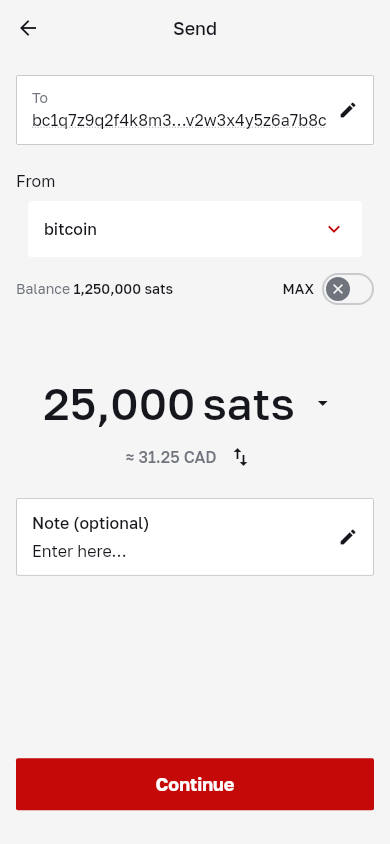 Send
To
bc1q7z9q2f4k8m3...v2w3x4y5z6a7b8c
From
bitcoin
Balance 1,250,000 sats
MAX
25,000 sats
≈ 31.25 CAD
Note (optional)
Enter here...
Continue